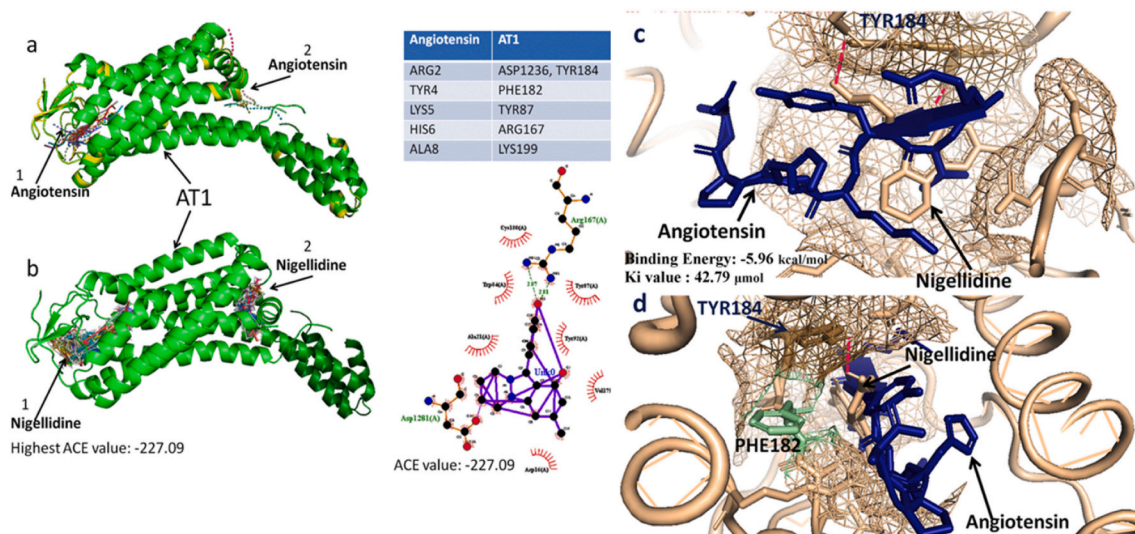 a
2
Angiotensin
1
Angiotensin
AT1
b
2
Nigellidine
1
Nigellidine
Highest ACE value: -227.09
Angiotensin AT1
ARG2 ASP1236, TYR184
TYR4 PHE182
LYS5 TYR87
HIS6 ARG167
ALA8 LYS199
Arg167(A)
Asp1281(A)
ACE value: -227.09
c
TYR184
Angiotensin
Binding Energy: -5.96 kcal/mol
Ki value : 42.79 μmol
Nigellidine
d
TYR184
Nigellidine
PHE182
Angiotensin